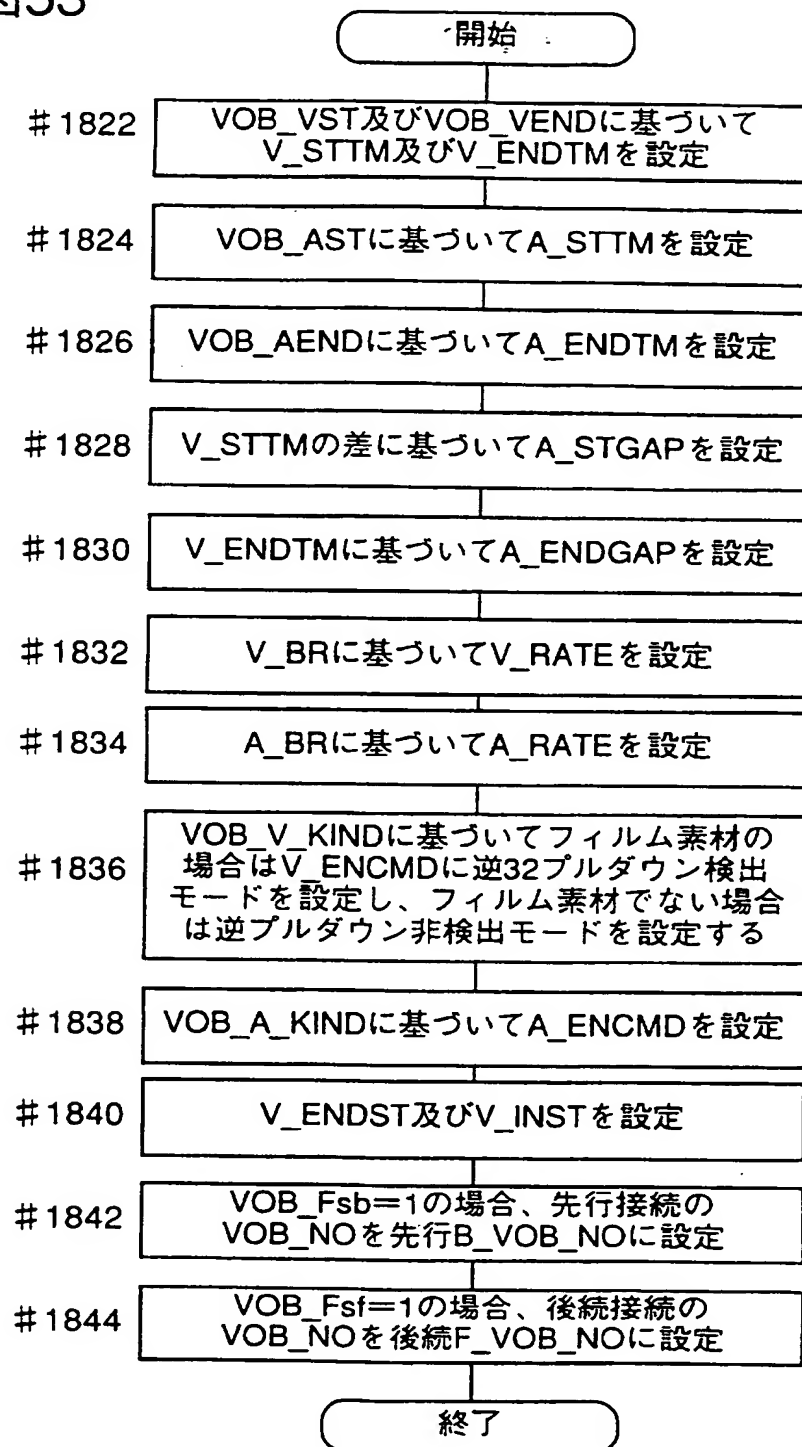 図53
開始
#1822
VOB_VST及びVOB_VENDに基づいて
V_STTM及びV_ENDTMを設定
#1824
VOB_ASTに基づいてA_STTMを設定
#1826
VOB_AENDに基づいてA_ENDTMを設定
#1828
V_STTMの差に基づいてA_STGAPを設定
#1830
V_ENDTMに基づいてA_ENDGAPを設定
#1832
V_BRに基づいてV_RATEを設定
#1834
A_BRに基づいてA_RATEを設定
#1836
VOB_V_KINDに基づいてフィルム素材の
場合はV_ENCMDに逆32プルダウン検出
モードを設定し、フィルム素材でない場合
は逆プルダウン非検出モードを設定する
#1838
VOB_A_KINDに基づいてA_ENCMDを設定
#1840
V_ENDST及びV_INSTを設定
#1842
VOB_Fsb=1の場合、先行接続の
VOB_NOを先行B_VOB_NOに設定
#1844
VOB_Fsf=1の場合、後続接続の
VOB_NOを後続F_VOB_NOに設定
終了